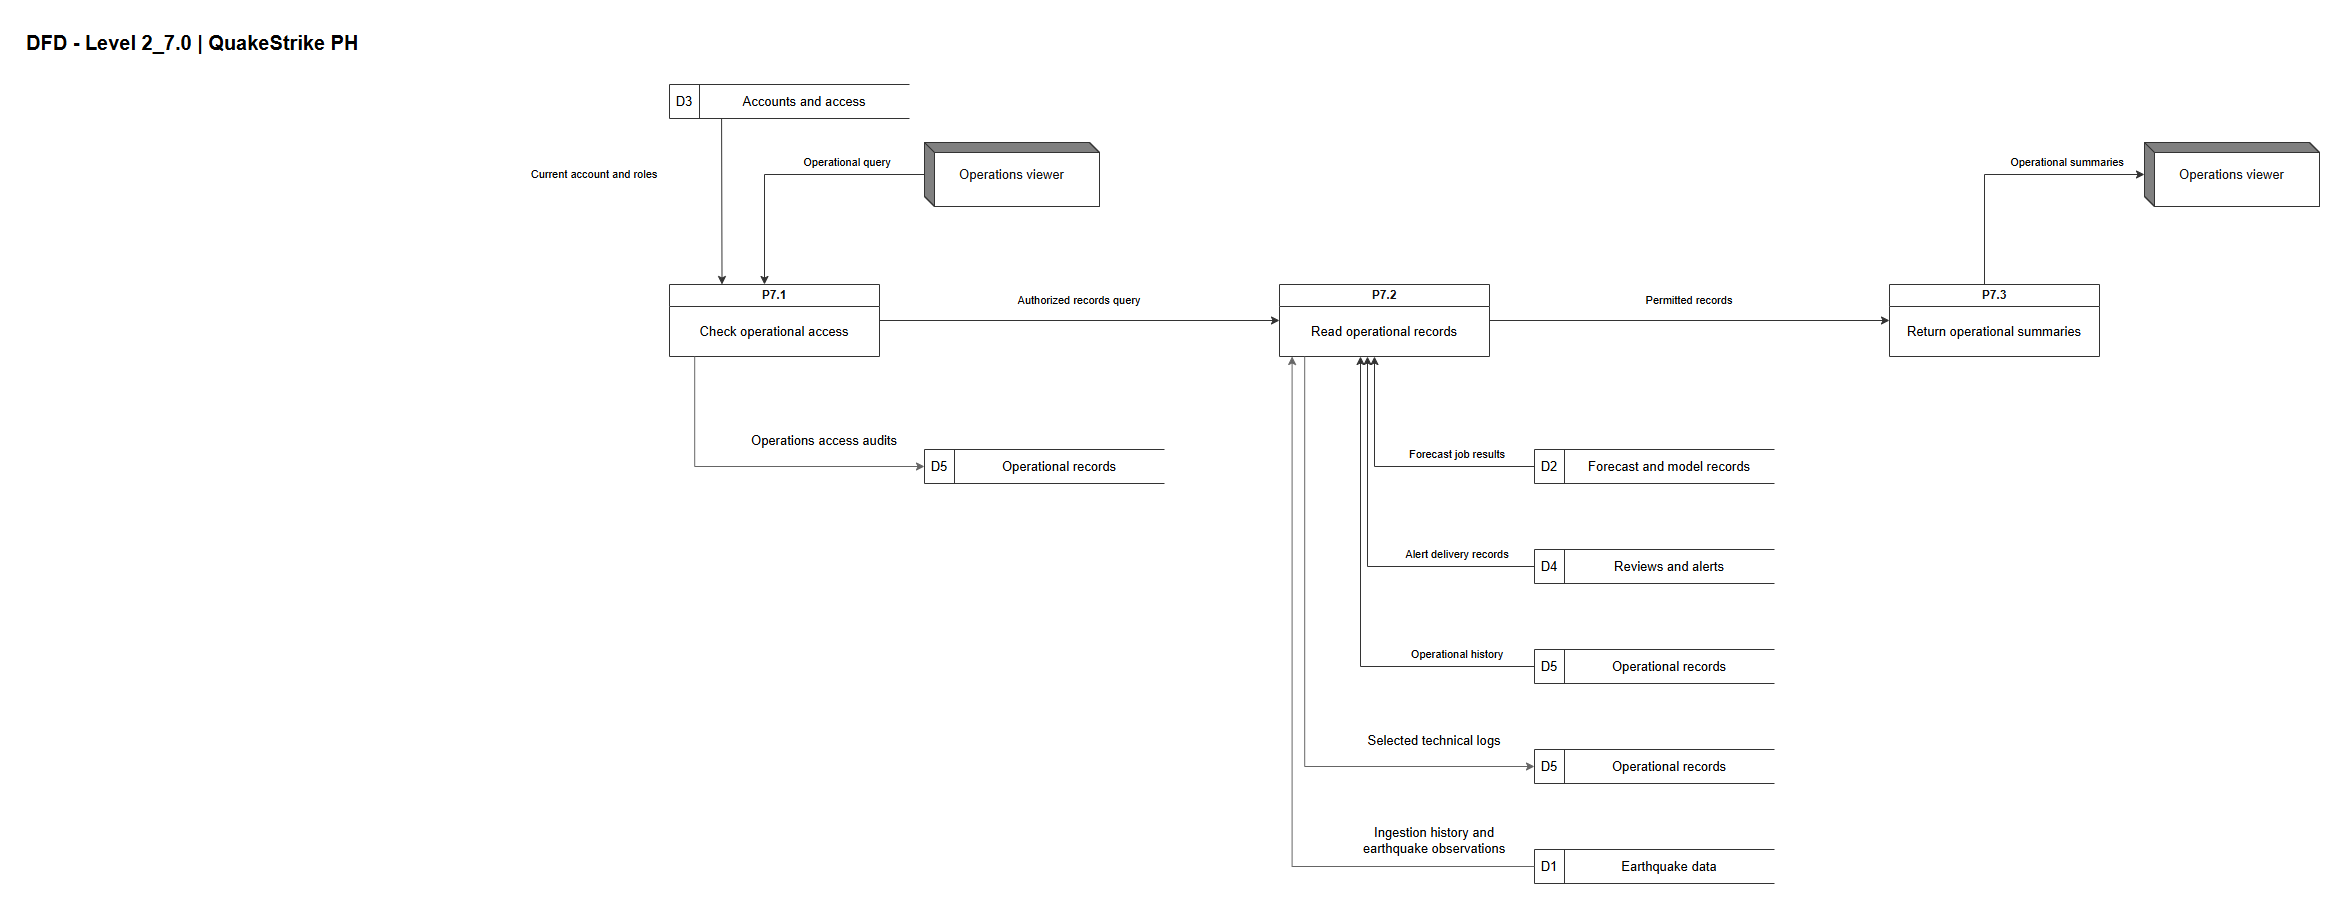 DFD - Level 2_7.0 | QuakeStrike PH
D3
Accounts and access
Current account and roles
Operational query
Operations viewer
Operational summaries
Operations viewer
P7.1
Check operational access
Authorized records query
P7.2
Read operational records
Permitted records
P7.3
Return operational summaries
Operations access audits
D5
Operational records
Forecast job results
D2
Forecast and model records
Alert delivery records
D4
Reviews and alerts
Operational history
D5
Operational records
Selected technical logs
D5
Operational records
Ingestion history and
earthquake observations
D1
Earthquake data